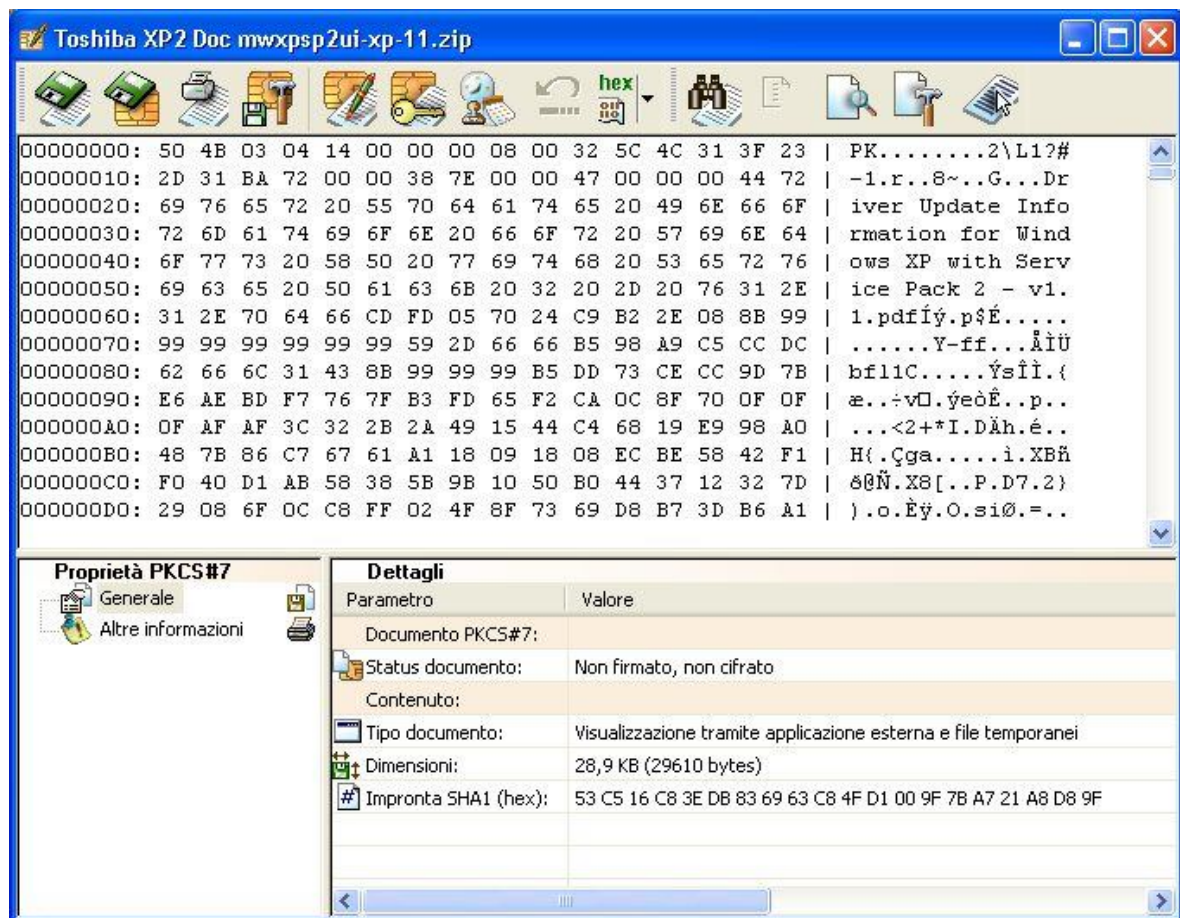 Toshiba XP2 Doc mwxpsp2ui-xp-11.zip
hex
00000000: 50 4B 03 04 14 00 00 00 08 00 32 5C 4C 31 3F 23 | PK........2\L1?#
00000010: 2D 31 BA 72 00 00 38 7E 00 00 47 00 00 00 44 72 | -1.r..8~..G...Dr
00000020: 69 76 65 72 20 55 70 64 61 74 65 20 49 6E 66 6F | iver Update Info
00000030: 72 6D 61 74 69 6F 6E 20 66 6F 72 20 57 69 6E 64 | rmation for Wind
00000040: 6F 77 73 20 58 50 20 77 69 74 68 20 53 65 72 76 | ows XP with Serv
00000050: 69 63 65 20 50 61 63 6B 20 32 20 2D 20 76 31 2E | ice Pack 2 - v1.
00000060: 31 2E 70 64 66 CD FD 05 70 24 C9 B2 2E 08 8B 99 | 1.pdfÍý.p$É.....
00000070: 99 99 99 99 99 99 59 2D 66 66 B5 98 A9 C5 CC DC | ......Y-ff...ÅÌÜ
00000080: 62 66 6C 31 43 8B 99 99 99 B5 DD 73 CE CC 9D 7B | bfl1C.....ÝsÎÌ.{
00000090: E6 AE BD F7 76 7F B3 FD 65 F2 CA 0C 8F 70 0F 0F | æ..÷v□.ýeòÊ..p..
000000A0: 0F AF AF 3C 32 2B 2A 49 15 44 C4 68 19 E9 98 A0 | ...<2+*I.DÄh.é..
000000B0: 48 7B 86 C7 67 61 A1 18 09 18 08 EC BE 58 42 F1 | H{.Çga.....ì.XBñ
000000C0: F0 40 D1 AB 58 38 5B 9B 10 50 B0 44 37 12 32 7D | ð@Ñ.X8[..P.D7.2}
000000D0: 29 08 6F 0C C8 FF 02 4F 8F 73 69 D8 B7 3D B6 A1 | ).o.Èÿ.O.siØ.=..
Proprietà PKCS#7
Generale
Altre informazioni
Dettagli
Parametro Valore
Documento PKCS#7:
Status documento: Non firmato, non cifrato
Contenuto:
Tipo documento: Visualizzazione tramite applicazione esterna e file temporanei
Dimensioni: 28,9 KB (29610 bytes)
# Impronta SHA1 (hex): 53 C5 16 C8 3E DB 83 69 63 C8 4F D1 00 9F 7B A7 21 A8 D8 9F